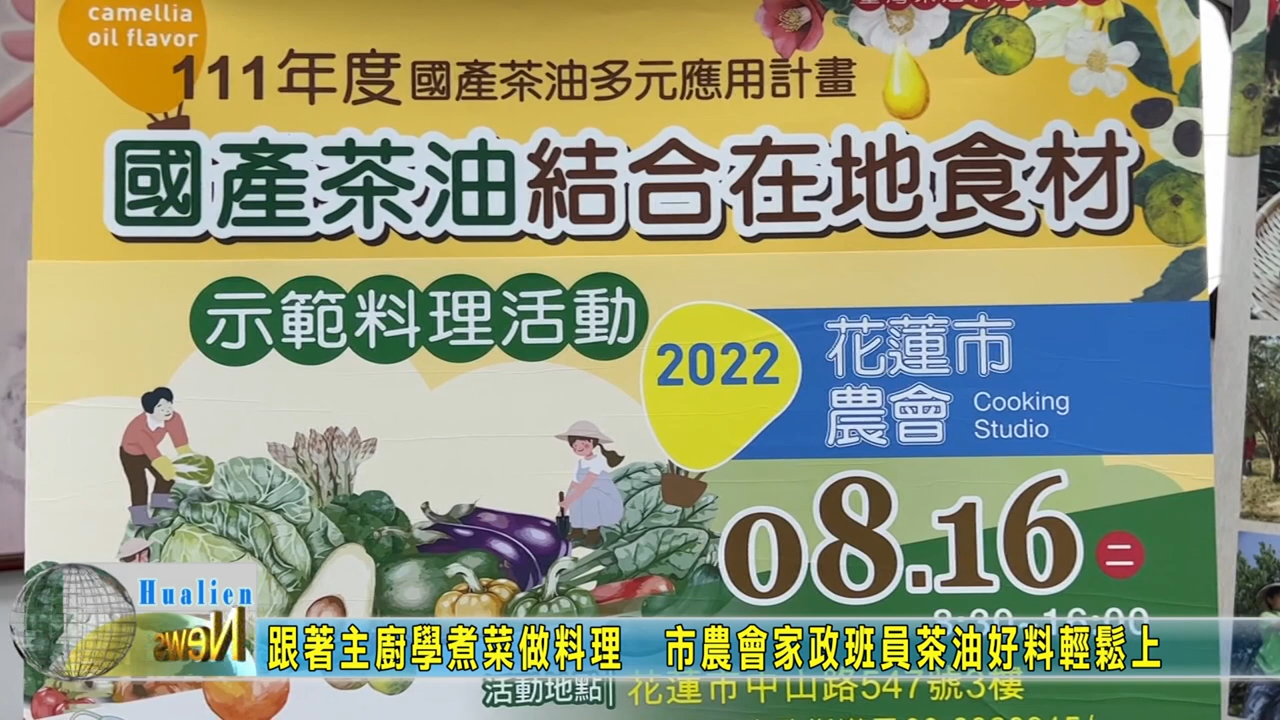 camellia
oil flavor
111年度國產茶油多元應用計畫
國產茶油結合在地食材
示範料理活動
2022
花蓮市
農會
Cooking
Studio
08.16 二
Hualien
News
跟著主廚學煮菜做料理 市農會家政班員茶油好料輕鬆上
活動地點 花蓮市中山路547號3樓